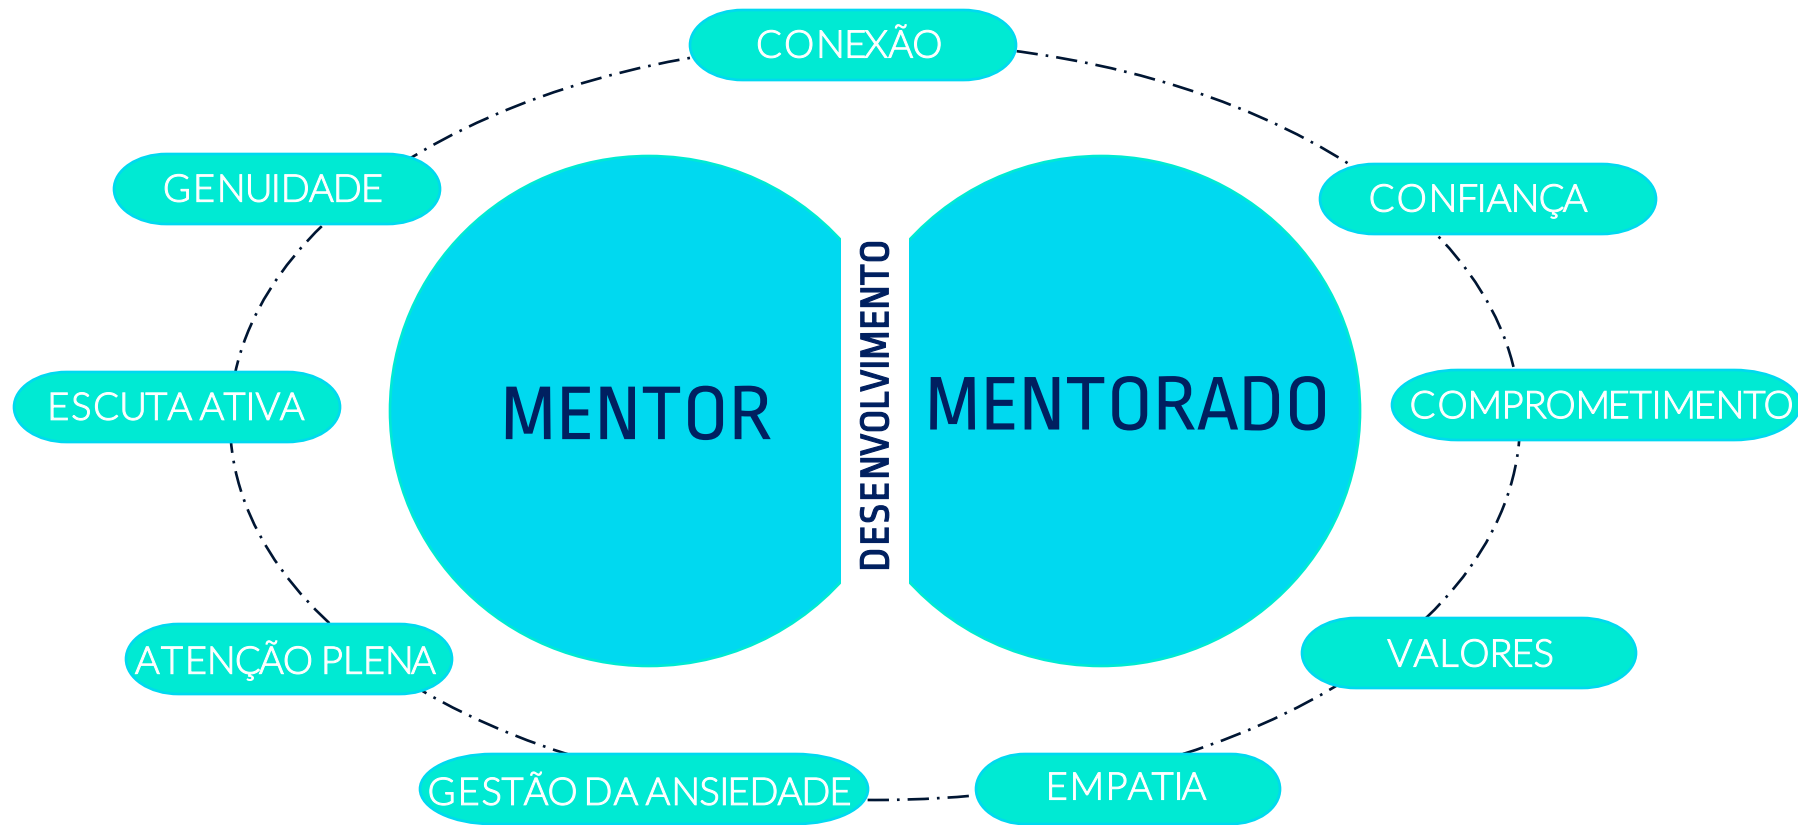 CONEXÃO
GENUIDADE
CONFIANÇA
DESENVOLVIMENTO
MENTOR
MENTORADO
ESCUTA ATIVA
COMPROMETIMENTO
ATENÇÃO PLENA
VALORES
GESTÃO DA ANSIEDADE
EMPATIA